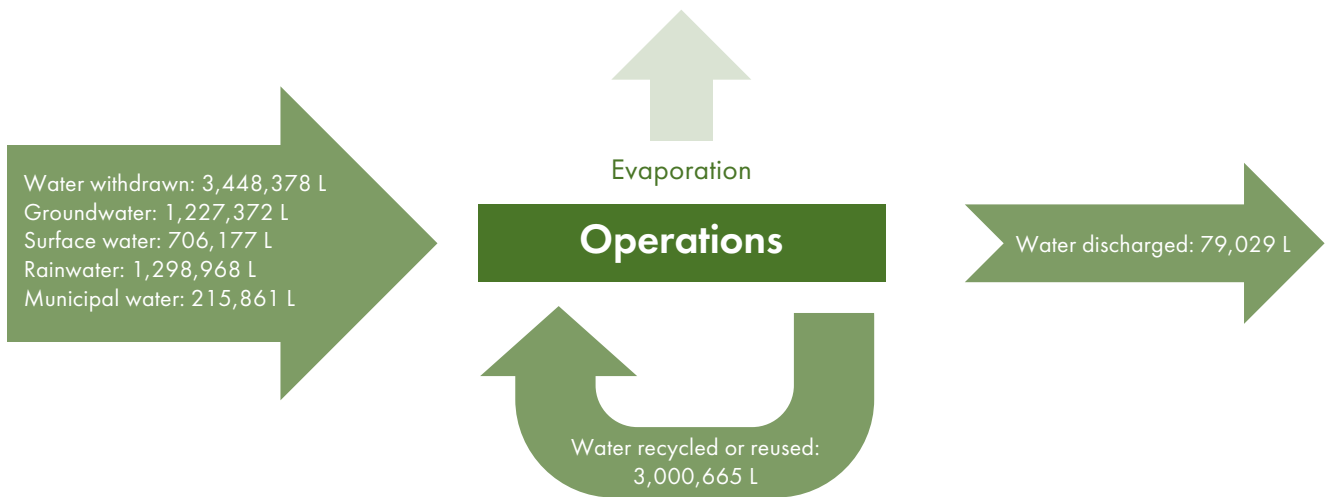 Water withdrawn: 3,448,378 L
Groundwater: 1,227,372 L
Surface water: 706,177 L
Rainwater: 1,298,968 L
Municipal water: 215,861 L
Evaporation
Operations
Water discharged: 79,029 L
Water recycled or reused:
3,000,665 L